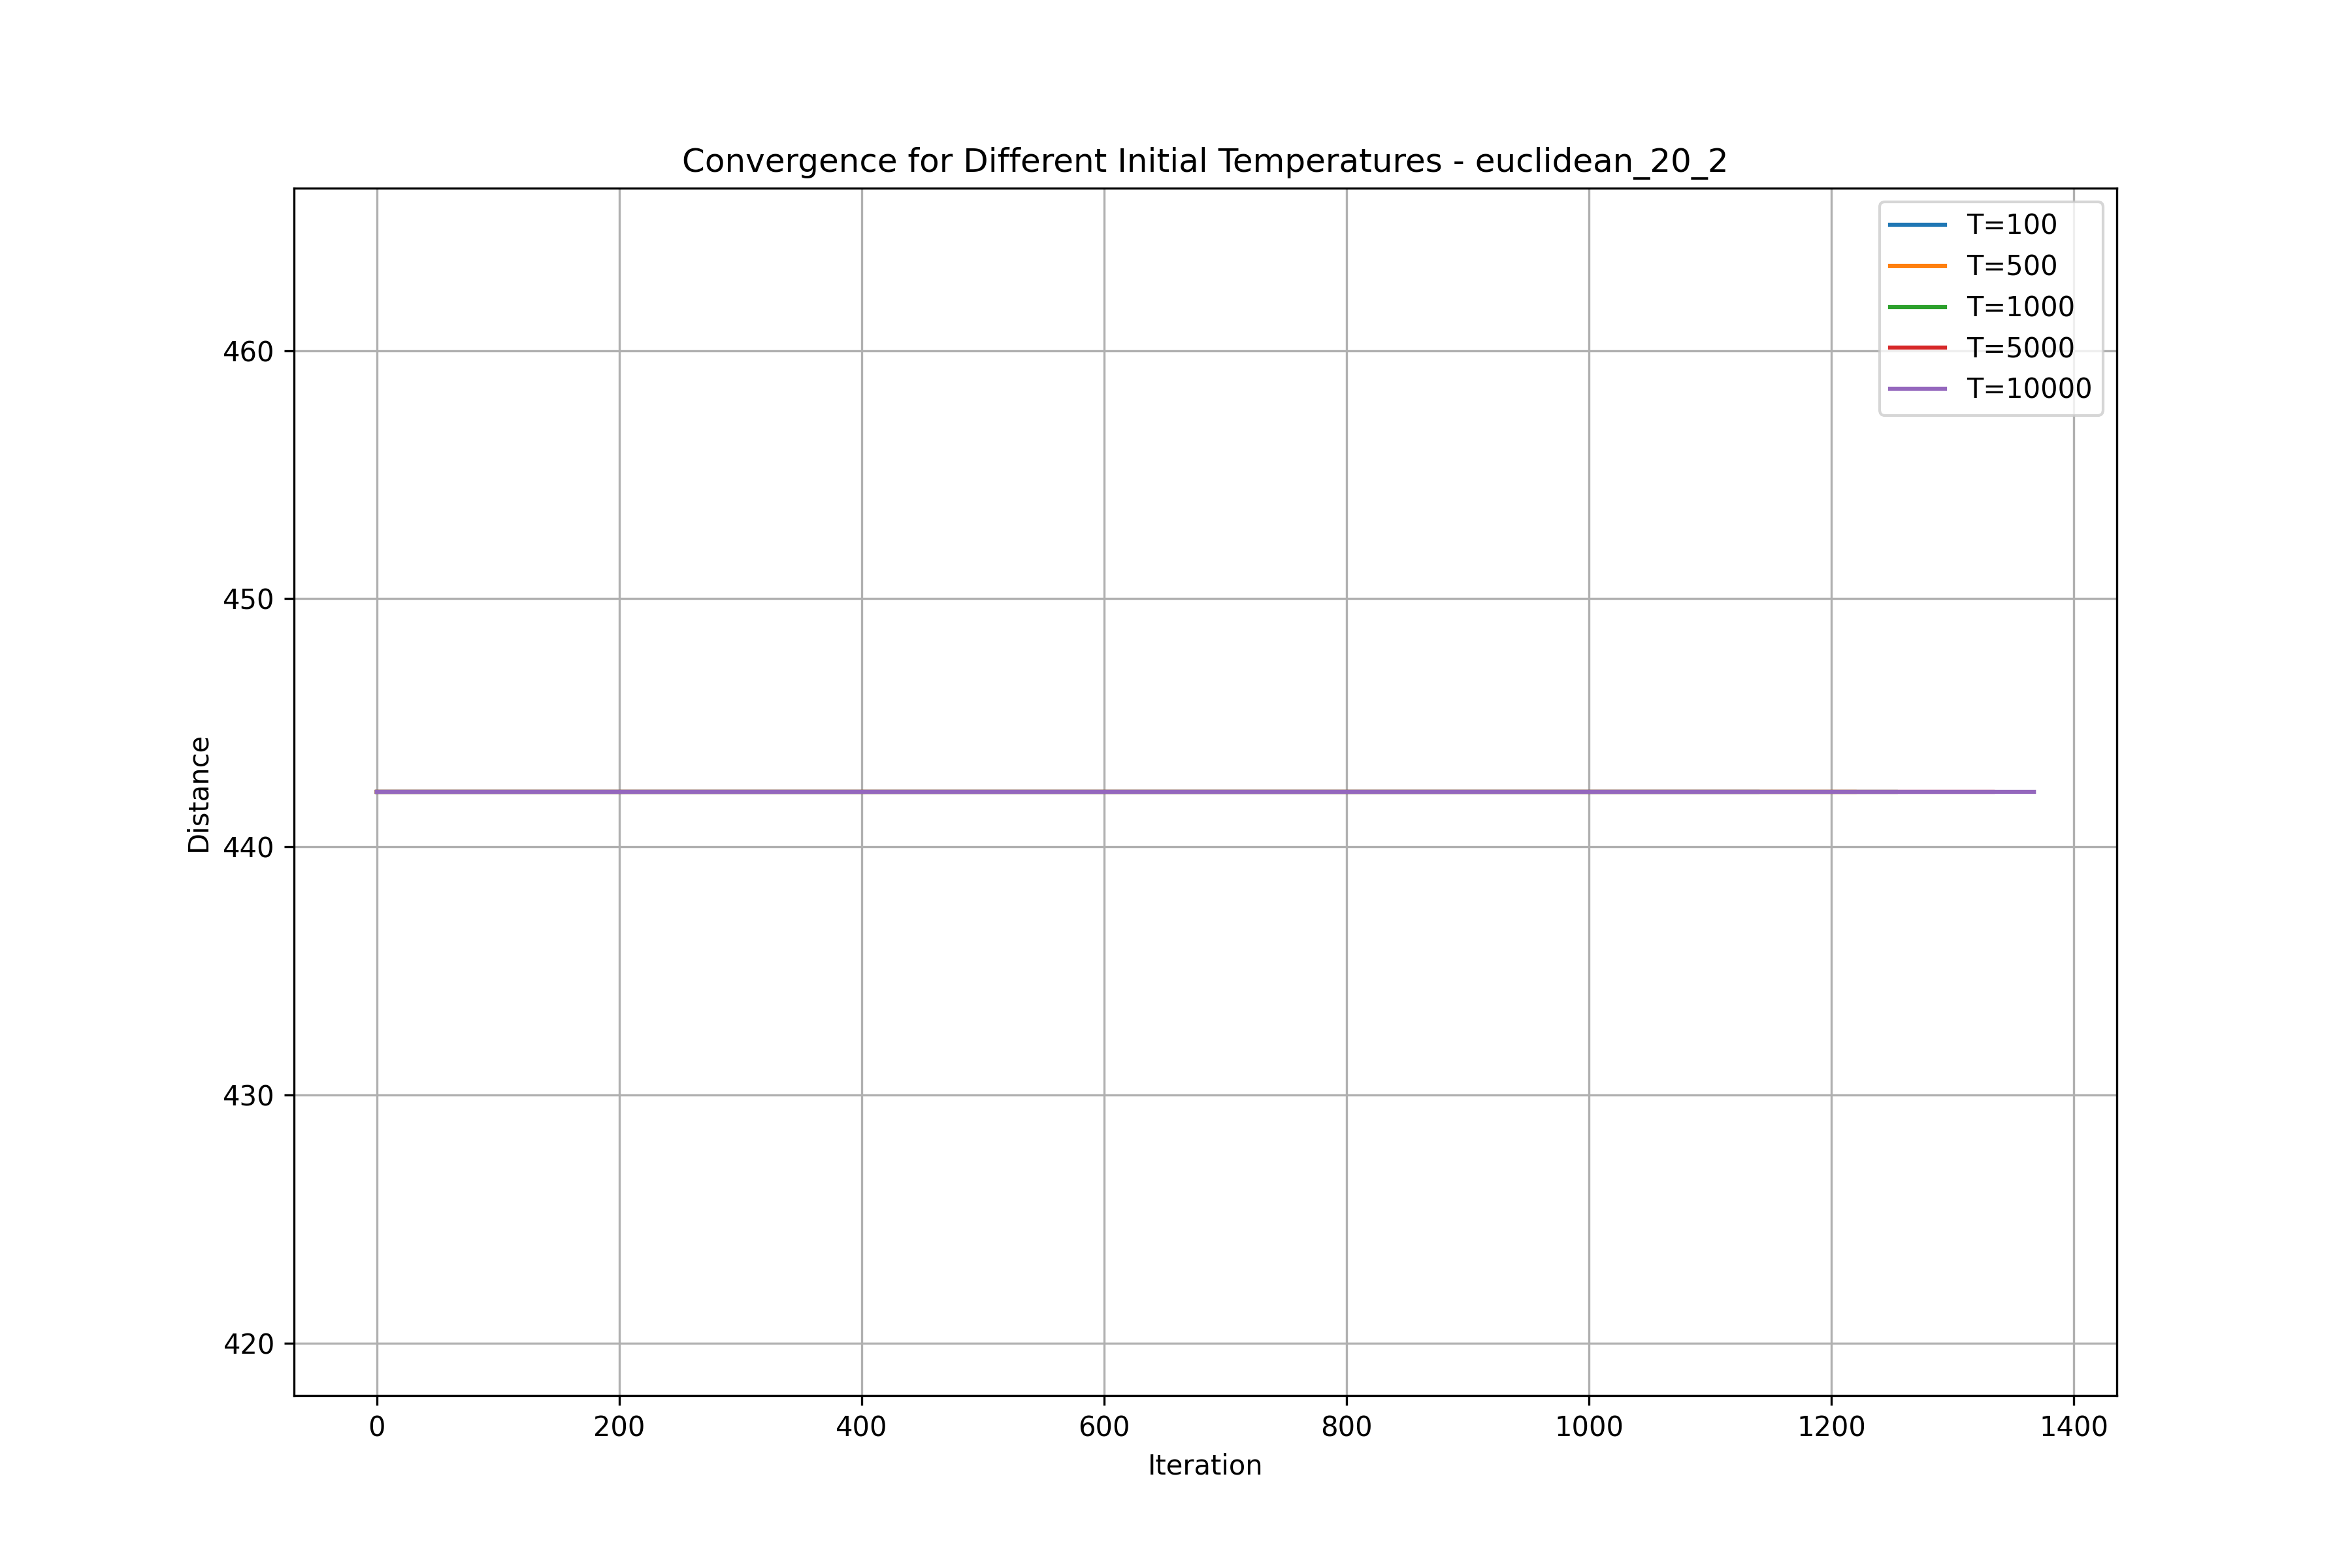 Convergence for Different Initial Temperatures - euclidean_20_2
T=100
T=500
T=1000
T=5000
T=10000
460
450
440
430
420
Distance
0 200 400 600 800 1000 1200 1400
Iteration